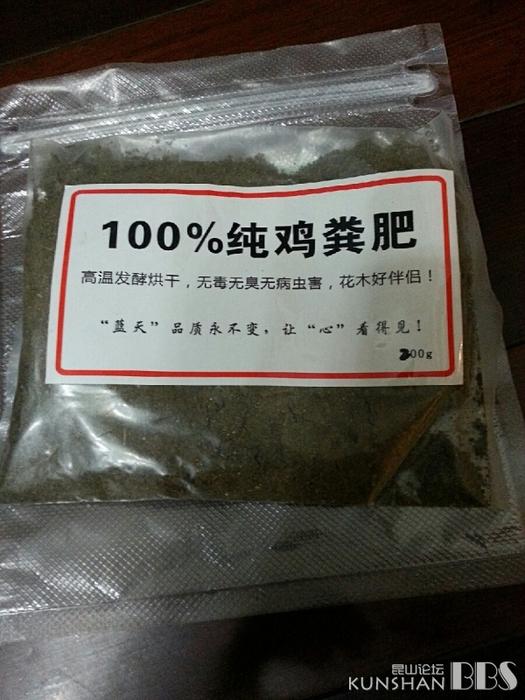 100%纯鸡粪肥
高温发酵烘干，无毒无臭无病虫害，花木好伴侣！
“蓝天”品质永不变，让“心”看得见！
00g
昆山论坛
KUNSHAN BBS